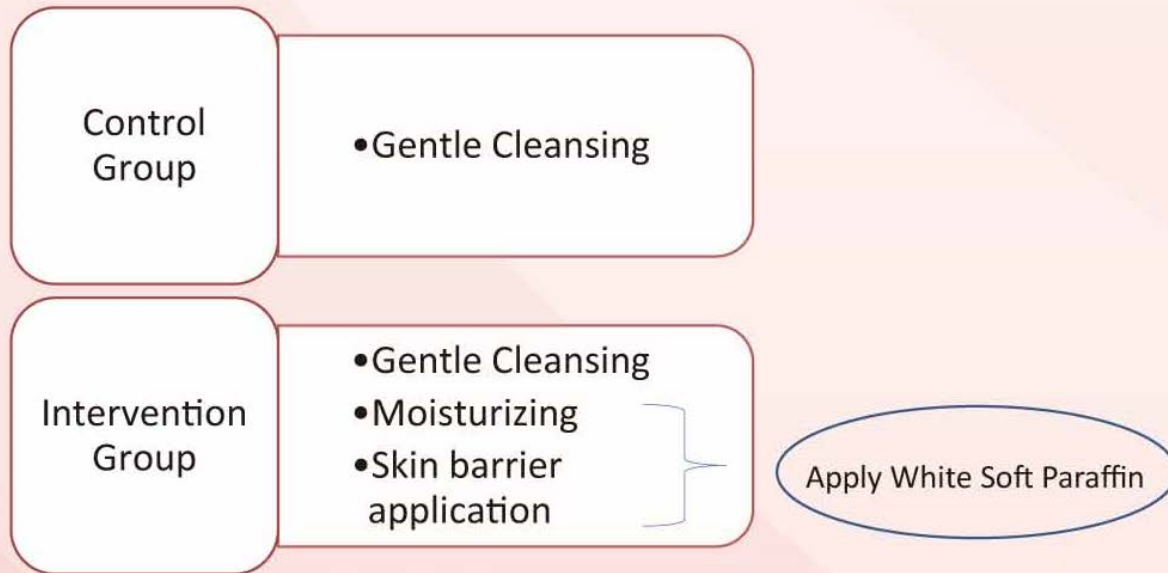 Control
Group
•Gentle Cleansing
Intervention
Group
•Gentle Cleansing
•Moisturizing
•Skin barrier
application
Apply White Soft Paraffin